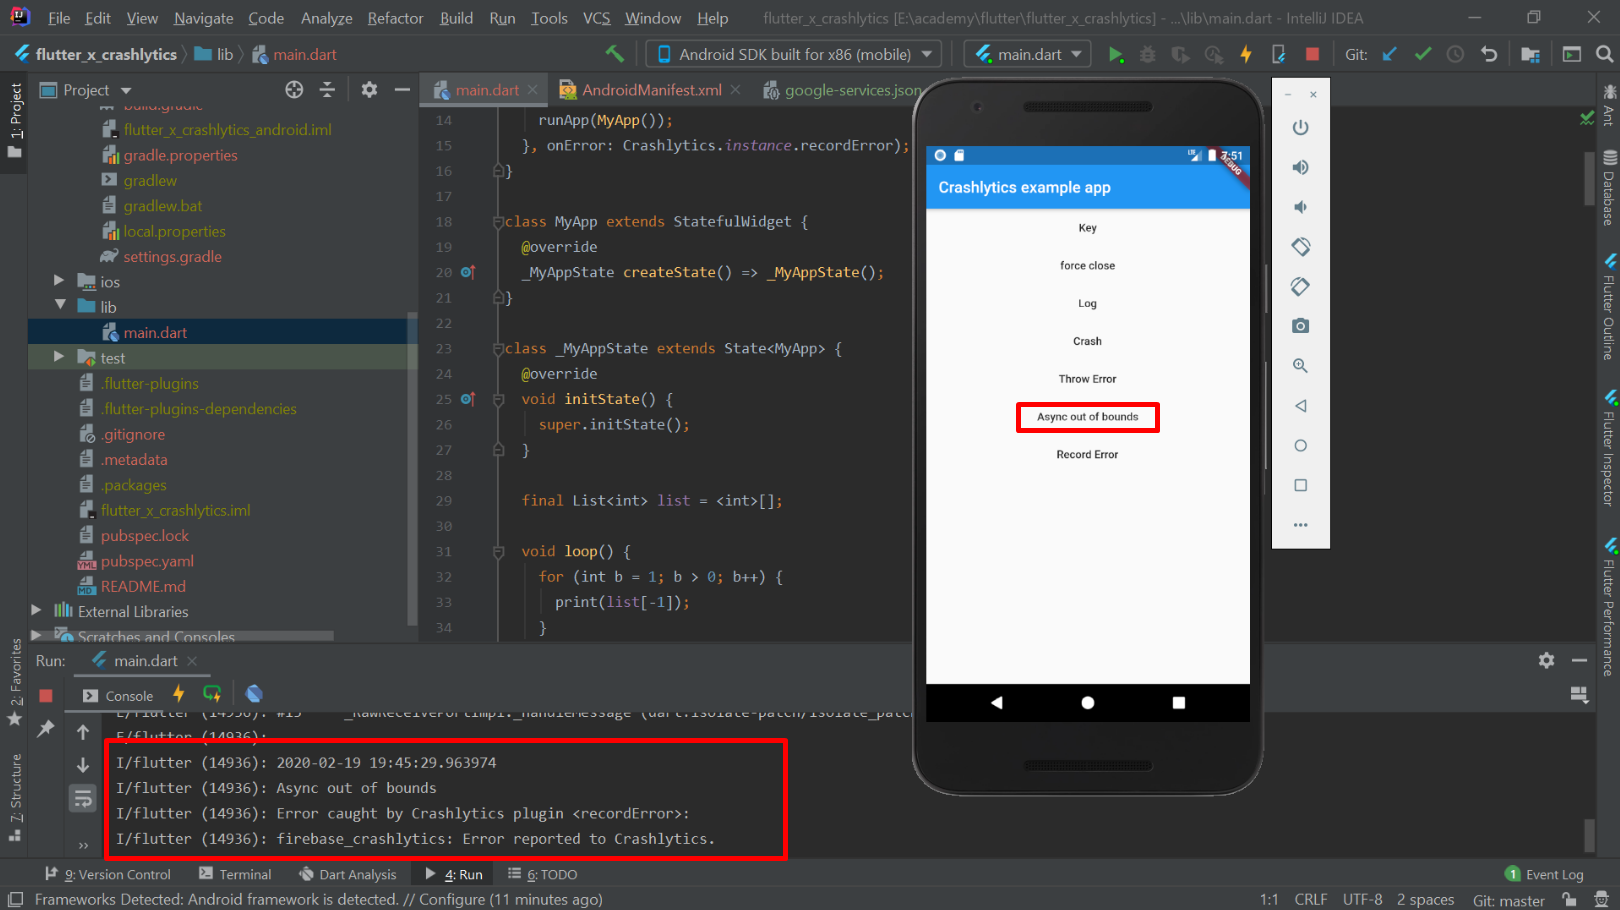 File Edit View Navigate Code Analyze Refactor Build Run Tools VCS Window Help flutter_x_crashlytics [E:\academy\flutter\flutter_x_crashlytics] - ...\lib\main.dart - IntelliJ IDEA
flutter_x_crashlytics lib main.dart
Android SDK built for x86 (mobile) main.dart Git:
1: Project
2: Favorites
7: Structure
Project
build.gradle
flutter_x_crashlytics_android.iml
gradle.properties
gradlew
gradlew.bat
local.properties
settings.gradle
ios
lib
main.dart
test
.flutter-plugins
.flutter-plugins-dependencies
.gitignore
.metadata
.packages
flutter_x_crashlytics.iml
pubspec.lock
pubspec.yaml
README.md
External Libraries
Scratches and Consoles
main.dart AndroidManifest.xml google-services.json
14 runApp(MyApp());
15 }, onError: Crashlytics.instance.recordError);
16 }
17
18 class MyApp extends StatefulWidget {
19 @override
20 _MyAppState createState() => _MyAppState();
21 }
22
23 class _MyAppState extends State<MyApp> {
24 @override
25 void initState() {
26 super.initState();
27 }
28
29 final List<int> list = <int>[];
30
31 void loop() {
32 for (int b = 1; b > 0; b++) {
33 print(list[-1]);
34 }
LTE 7:51
DEBUG
Crashlytics example app
Key
force close
Log
Crash
Throw Error
Async out of bounds
Record Error
Ant
Database
Flutter Outline
Flutter Inspector
Flutter Performance
Run: main.dart
Console
E/flutter (14936): #15 _RawReceivePortImpl._handleMessage (dart:isolate-patch/isolate_patc
E/flutter (14936):
I/flutter (14936): 2020-02-19 19:45:29.963974
I/flutter (14936): Async out of bounds
I/flutter (14936): Error caught by Crashlytics plugin <recordError>:
I/flutter (14936): firebase_crashlytics: Error reported to Crashlytics.
9: Version Control Terminal Dart Analysis 4: Run 6: TODO 1 Event Log
Frameworks Detected: Android framework is detected. // Configure (11 minutes ago) 1:1 CRLF UTF-8 2 spaces Git: master